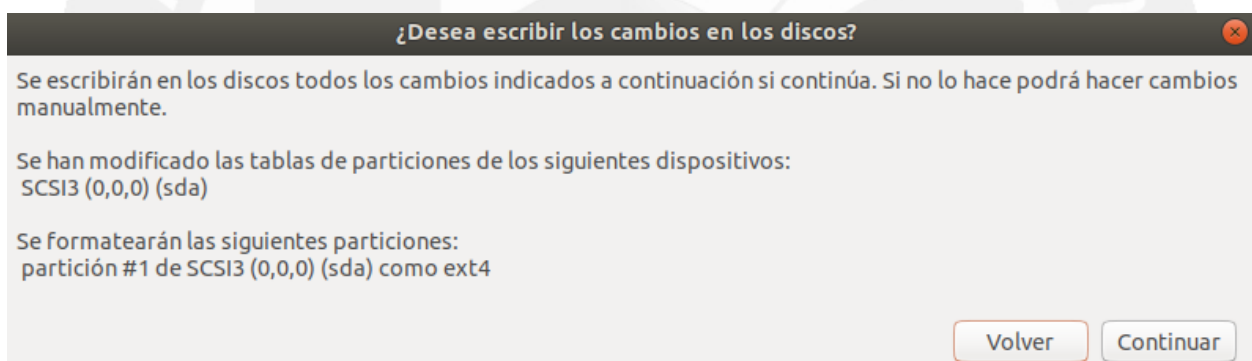 ¿Desea escribir los cambios en los discos?
Se escribirán en los discos todos los cambios indicados a continuación si continúa. Si no lo hace podrá hacer cambios
manualmente.
Se han modificado las tablas de particiones de los siguientes dispositivos:
SCSI3 (0,0,0) (sda)
Se formatearán las siguientes particiones:
partición #1 de SCSI3 (0,0,0) (sda) como ext4
Volver
Continuar